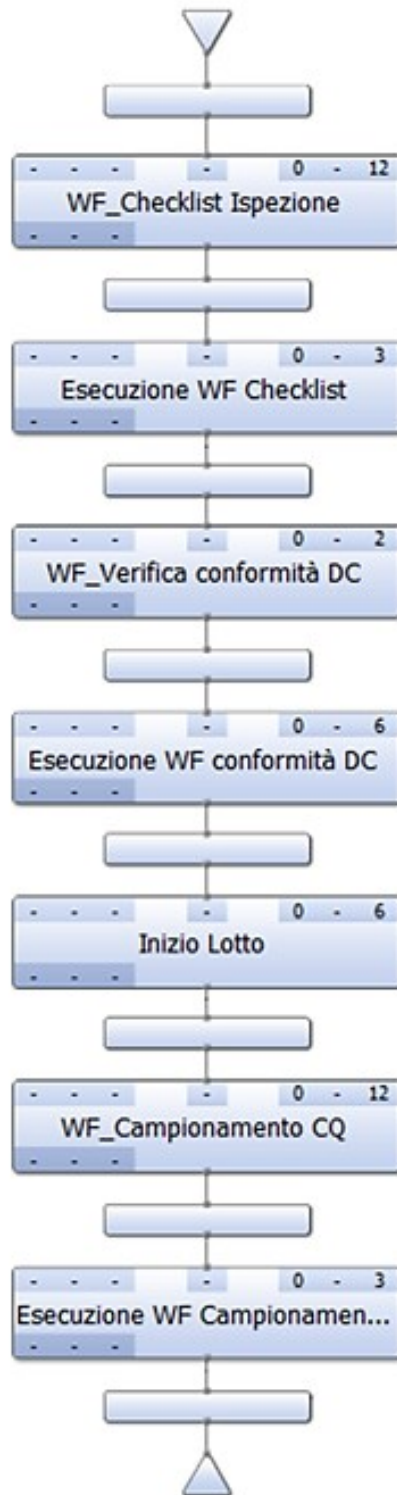 - - - - 0 - 12
WF_Checklist Ispezione
- - -
- - - - 0 - 3
Esecuzione WF Checklist
- - -
- - - - 0 - 2
WF_Verifica conformità DC
- - -
- - - - 0 - 6
Esecuzione WF conformità DC
- - -
- - - - 0 - 6
Inizio Lotto
- - -
- - - - 0 - 12
WF_Campionamento CQ
- - -
- - - - 0 - 3
Esecuzione WF Campionamen...
- - -